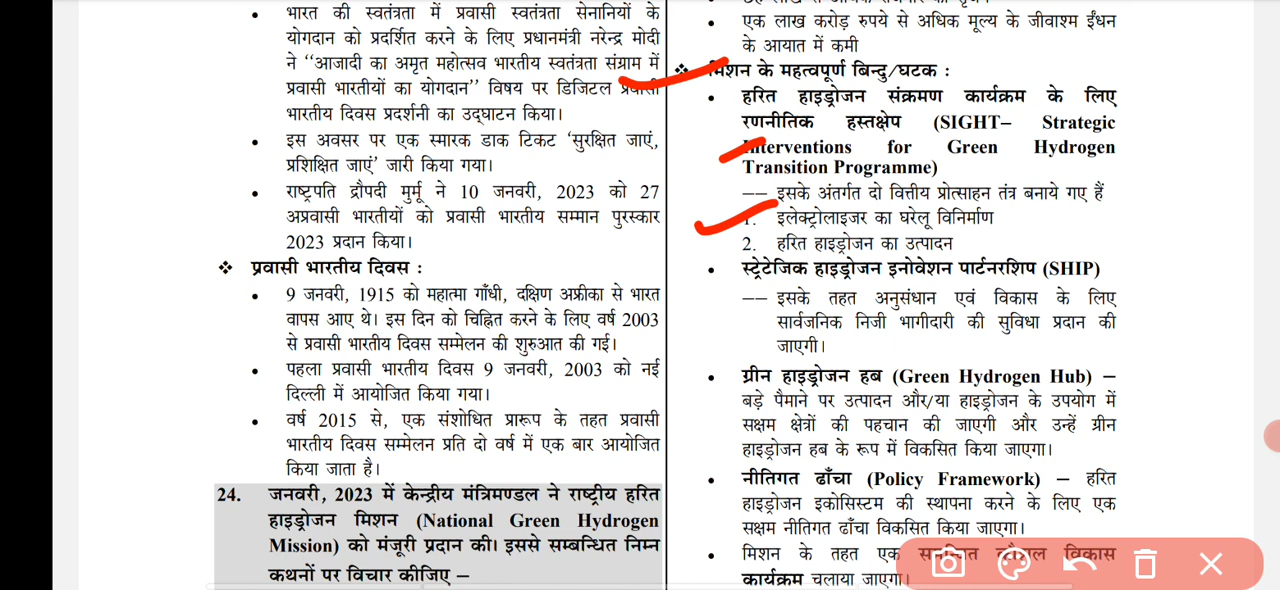 भारत की स्वतंत्रता में प्रवासी स्वतंत्रता सेनानियों के
योगदान को प्रदर्शित करने के लिए प्रधानमंत्री नरेन्द्र मोदी
ने “आजादी का अमृत महोत्सव भारतीय स्वतंत्रता संग्राम में
प्रवासी भारतीयों का योगदान” विषय पर डिजिटल प्रवासी
भारतीय दिवस प्रदर्शनी का उद्घाटन किया।
• इस अवसर पर एक स्मारक डाक टिकट ‘सुरक्षित जाएं,
प्रशिक्षित जाएं’ जारी किया गया।
• राष्ट्रपति द्रौपदी मुर्मू ने 10 जनवरी, 2023 को 27
अप्रवासी भारतीयों को प्रवासी भारतीय सम्मान पुरस्कार
2023 प्रदान किया।
❖ प्रवासी भारतीय दिवस :
• 9 जनवरी, 1915 को महात्मा गाँधी, दक्षिण अफ्रीका से भारत
वापस आए थे। इस दिन को चिह्नित करने के लिए वर्ष 2003
से प्रवासी भारतीय दिवस सम्मेलन की शुरुआत की गई।
• पहला प्रवासी भारतीय दिवस 9 जनवरी, 2003 को नई
दिल्ली में आयोजित किया गया।
• वर्ष 2015 से, एक संशोधित प्रारूप के तहत प्रवासी
भारतीय दिवस सम्मेलन प्रति दो वर्ष में एक बार आयोजित
किया जाता है।
24. जनवरी, 2023 में केन्द्रीय मंत्रिमण्डल ने राष्ट्रीय हरित
हाइड्रोजन मिशन (National Green Hydrogen
Mission) को मंजूरी प्रदान की। इससे सम्बन्धित निम्न
कथनों पर विचार कीजिए –
• एक लाख करोड़ रुपये से अधिक मूल्य के जीवाश्म ईंधन
के आयात में कमी
❖ मिशन के महत्वपूर्ण बिन्दु/घटक :
• हरित हाइड्रोजन संक्रमण कार्यक्रम के लिए
रणनीतिक हस्तक्षेप (SIGHT– Strategic
Interventions for Green Hydrogen
Transition Programme)
–– इसके अंतर्गत दो वित्तीय प्रोत्साहन तंत्र बनाये गए हैं
1. इलेक्ट्रोलाइजर का घरेलू विनिर्माण
2. हरित हाइड्रोजन का उत्पादन
• स्ट्रेटेजिक हाइड्रोजन इनोवेशन पार्टनरशिप (SHIP)
–– इसके तहत अनुसंधान एवं विकास के लिए
सार्वजनिक निजी भागीदारी की सुविधा प्रदान की
जाएगी।
• ग्रीन हाइड्रोजन हब (Green Hydrogen Hub) –
बड़े पैमाने पर उत्पादन और/या हाइड्रोजन के उपयोग में
सक्षम क्षेत्रों की पहचान की जाएगी और उन्हें ग्रीन
हाइड्रोजन हब के रूप में विकसित किया जाएगा।
• नीतिगत ढाँचा (Policy Framework) – हरित
हाइड्रोजन इकोसिस्टम की स्थापना करने के लिए एक
सक्षम नीतिगत ढाँचा विकसित किया जाएगा।
• मिशन के तहत एक समन्वित कौशल विकास
कार्यक्रम चलाया जाएगा।